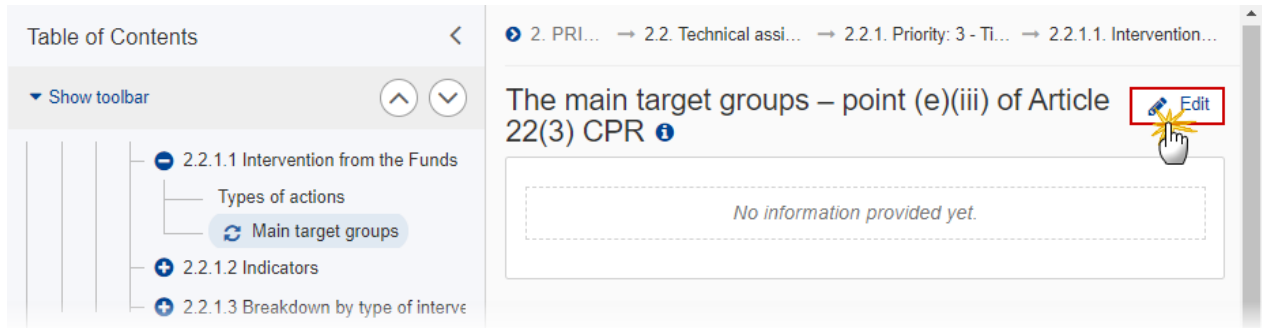 Table of Contents
2. PRI... → 2.2. Technical assi... → 2.2.1. Priority: 3 - Ti... → 2.2.1.1. Intervention...
Show toolbar
The main target groups – point (e)(iii) of Article
22(3) CPR
Edit
2.2.1.1 Intervention from the Funds
Types of actions
Main target groups
2.2.1.2 Indicators
2.2.1.3 Breakdown by type of interve
No information provided yet.